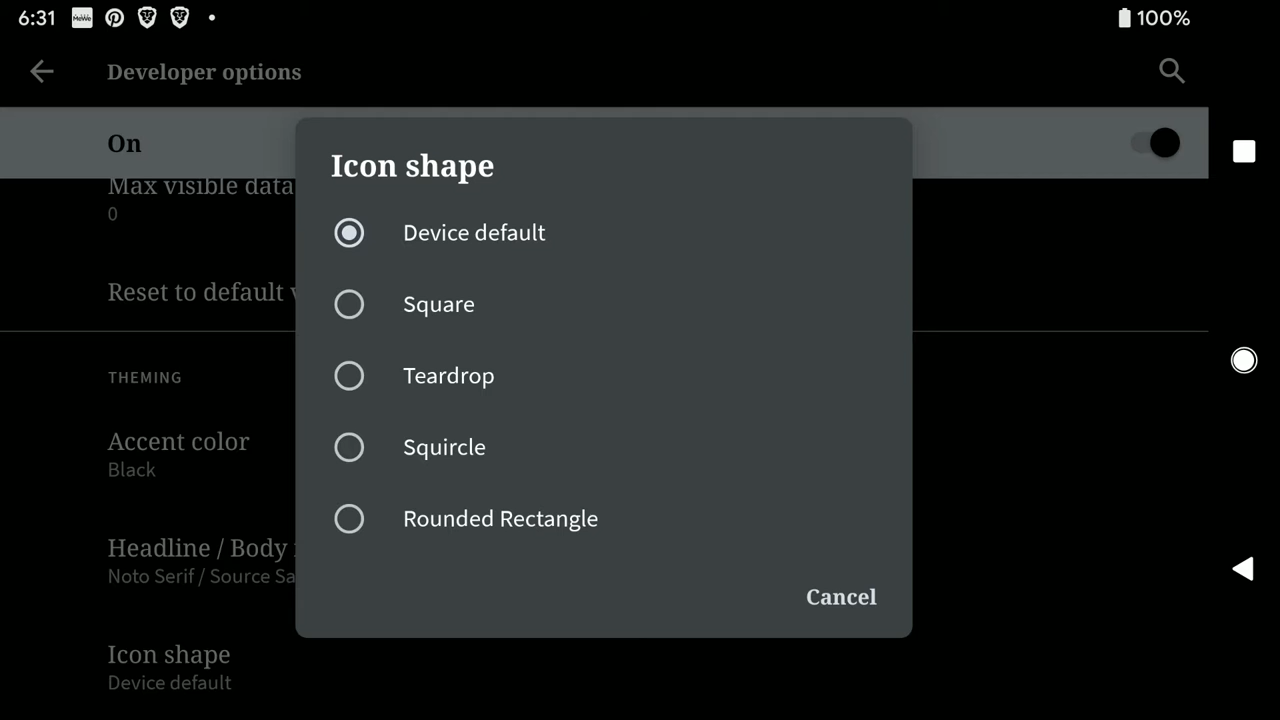 6:31
MeWe
100%
Developer options
On
Max visible data
0
Reset to default
THEMING
Accent color
Black
Headline / Body
Noto Serif / Source Sa
Icon shape
Device default
Icon shape
Device default
Square
Teardrop
Squircle
Rounded Rectangle
Cancel